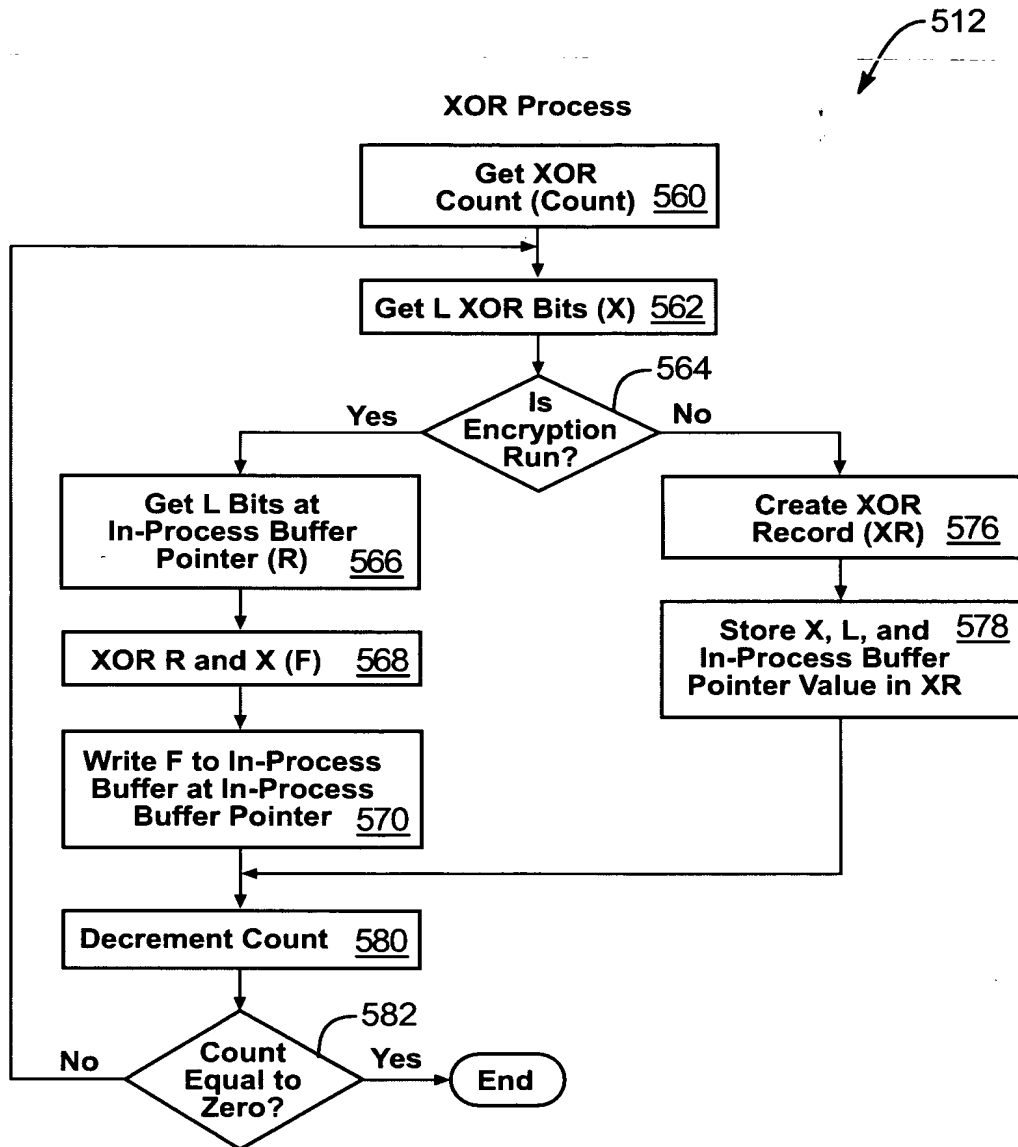 512
XOR Process
Get XOR
Count (Count) 560
Get L XOR Bits (X) 562
564
Is
Encryption
Run?
Yes
No
Get L Bits at
In-Process Buffer
Pointer (R) 566
Create XOR
Record (XR) 576
XOR R and X (F) 568
Store X, L, and 578
In-Process Buffer
Pointer Value in XR
Write F to In-Process
Buffer at In-Process
Buffer Pointer 570
Decrement Count 580
582
Count
Equal to
Zero?
No
Yes
End